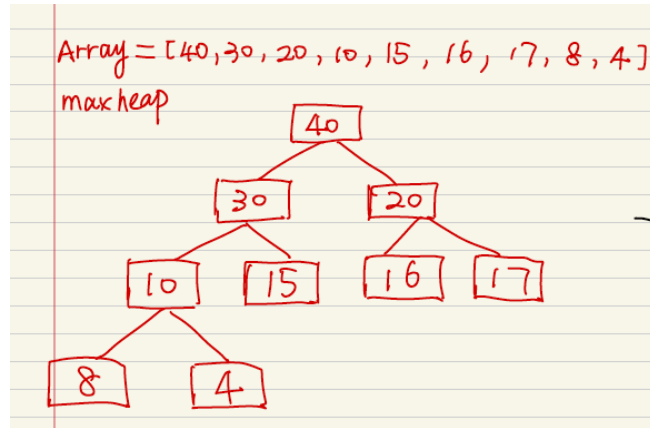 Array = [40, 30, 20, 10, 15, 16, 17, 8, 4]
max heap
40
30 20
10 15 16 17
8 4